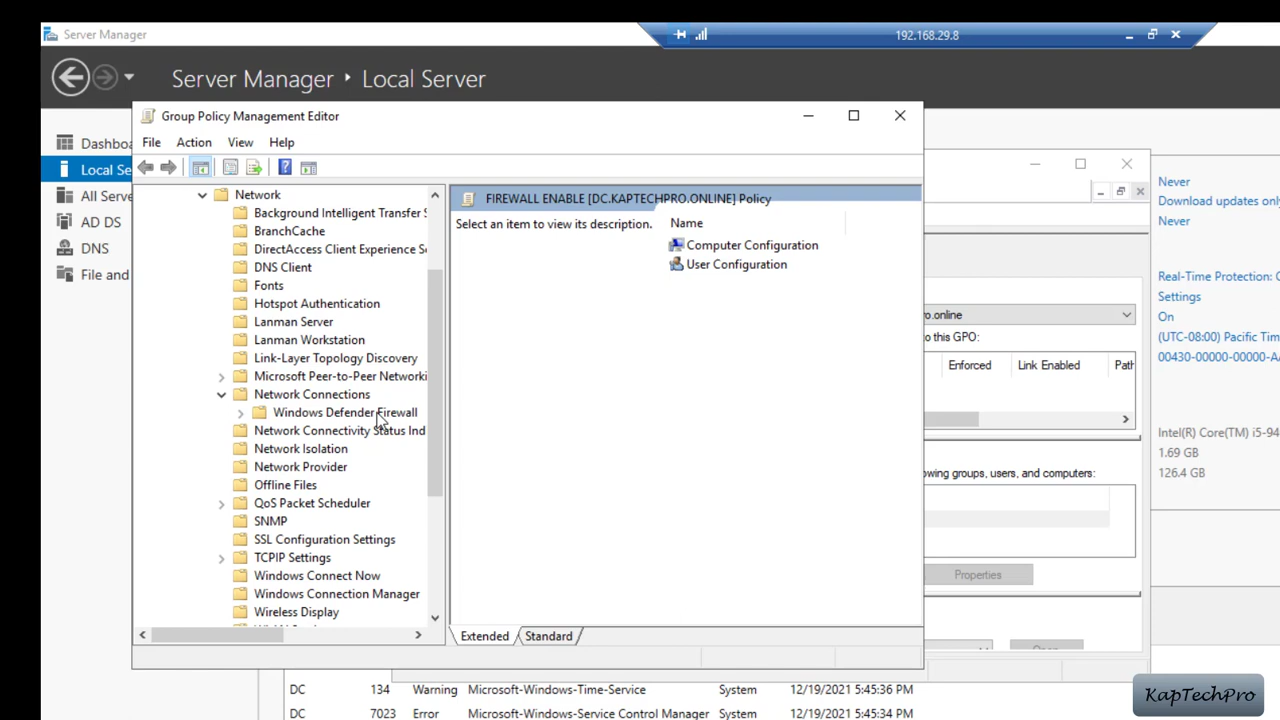 Server Manager
192.168.29.8
Server Manager
Local Server
Dashbo
Local Se
All Serve
AD DS
DNS
File and
Group Policy Management Editor
File
Action
View
Help
Network
Background Intelligent Transfer S
BranchCache
DirectAccess Client Experience Se
DNS Client
Fonts
Hotspot Authentication
Lanman Server
Lanman Workstation
Link-Layer Topology Discovery
Microsoft Peer-to-Peer Networki
Network Connections
Windows Defender Firewall
Network Connectivity Status Ind
Network Isolation
Network Provider
Offline Files
QoS Packet Scheduler
SNMP
SSL Configuration Settings
TCPIP Settings
Windows Connect Now
Windows Connection Manager
Wireless Display
FIREWALL ENABLE [DC.KAPTECHPRO.ONLINE] Policy
Select an item to view its description.
Name
Computer Configuration
User Configuration
Extended
Standard
o.online
o this GPO:
Enforced
Link Enabled
Path
owing groups, users, and computers:
Properties
Never
Download updates only
Never
Real-Time Protection: O
Settings
On
(UTC-08:00) Pacific Tim
00430-00000-00000-AA
Intel(R) Core(TM) i5-94
1.69 GB
126.4 GB
DC 134 Warning Microsoft-Windows-Time-Service System 12/19/2021 5:45:36 PM
DC 7023 Error Microsoft-Windows-Service Control Manager System 12/19/2021 5:45:34 PM
KapTechPro